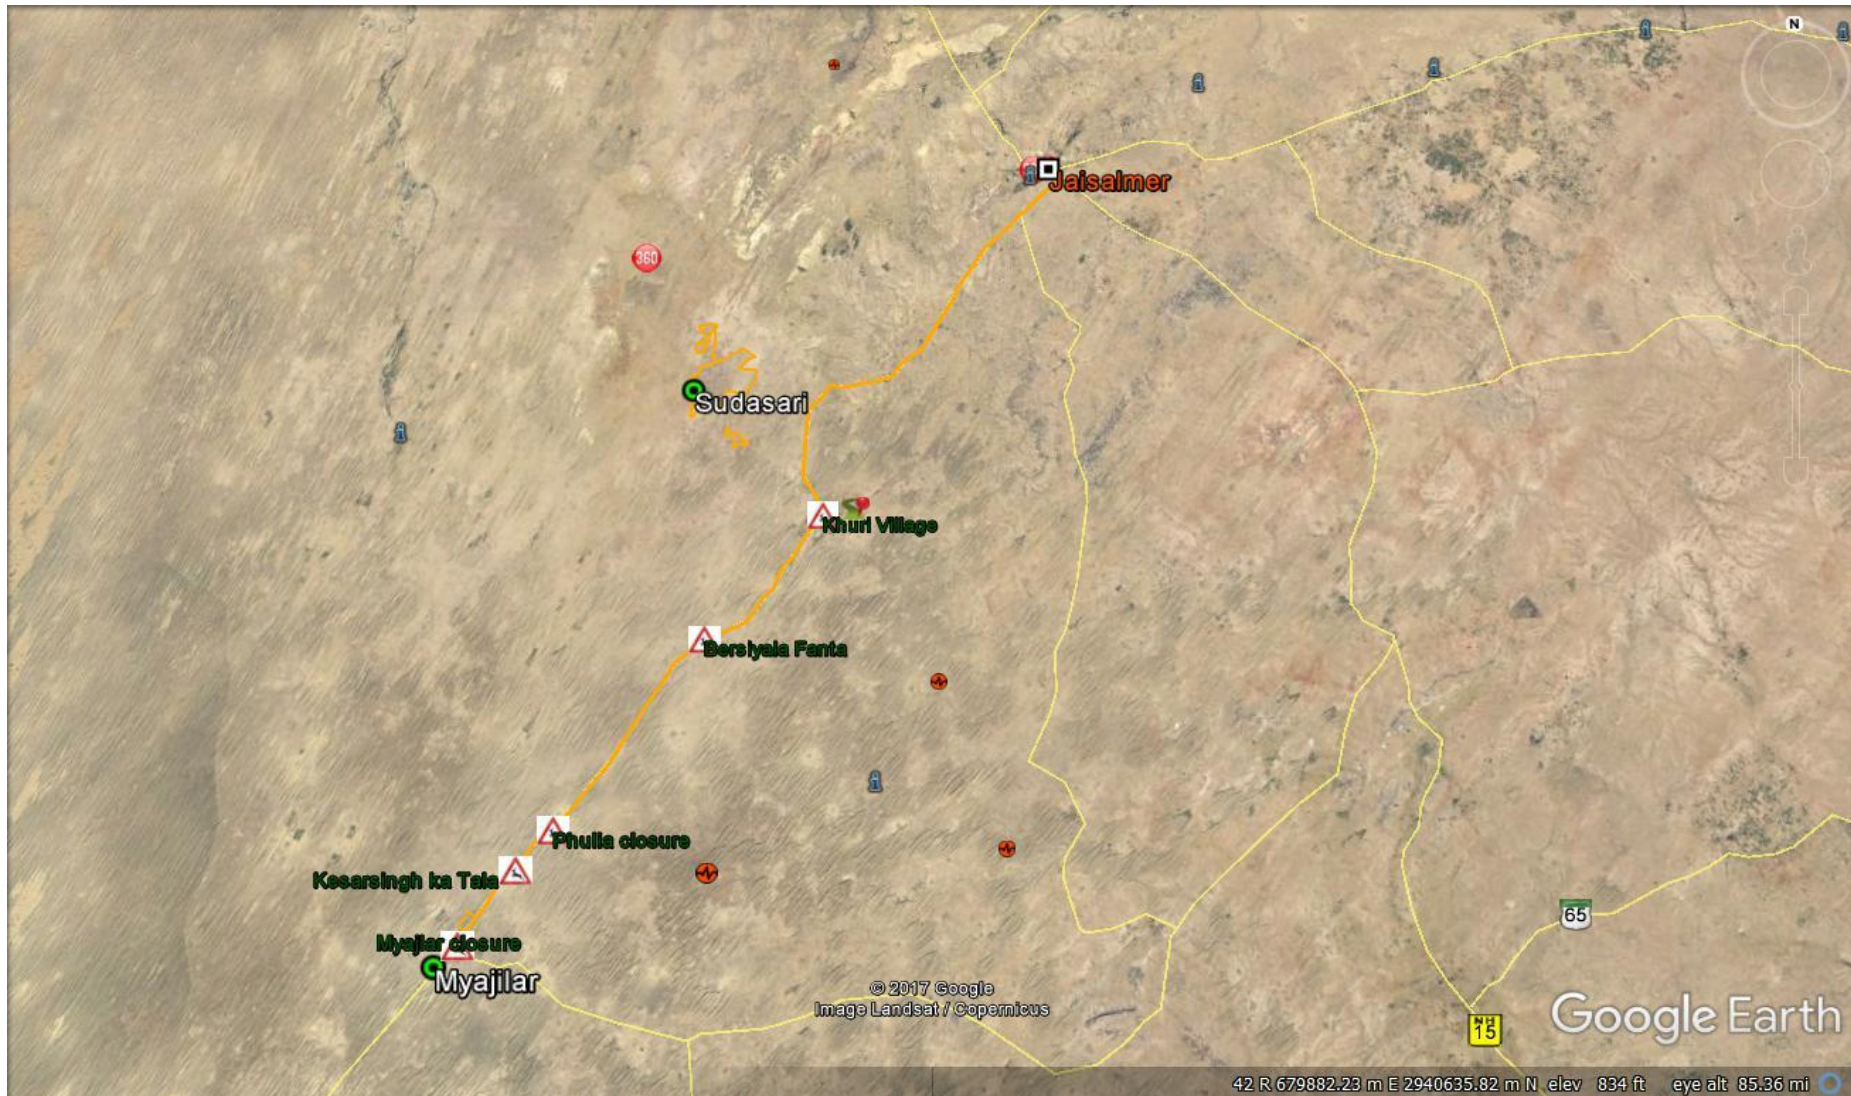 N
Jaisalmer
360
Sudasari
Khuri Village
Bersiyala Fanta
Phulia closure
Kesarsingh ka Tala
Myajlar closure
Myajilar
65
© 2017 Google
Image Landsat / Copernicus
Google Earth
NH
15
42 R 679882.23 m E 2940635.82 m N elev 834 ft eye alt 85.36 mi